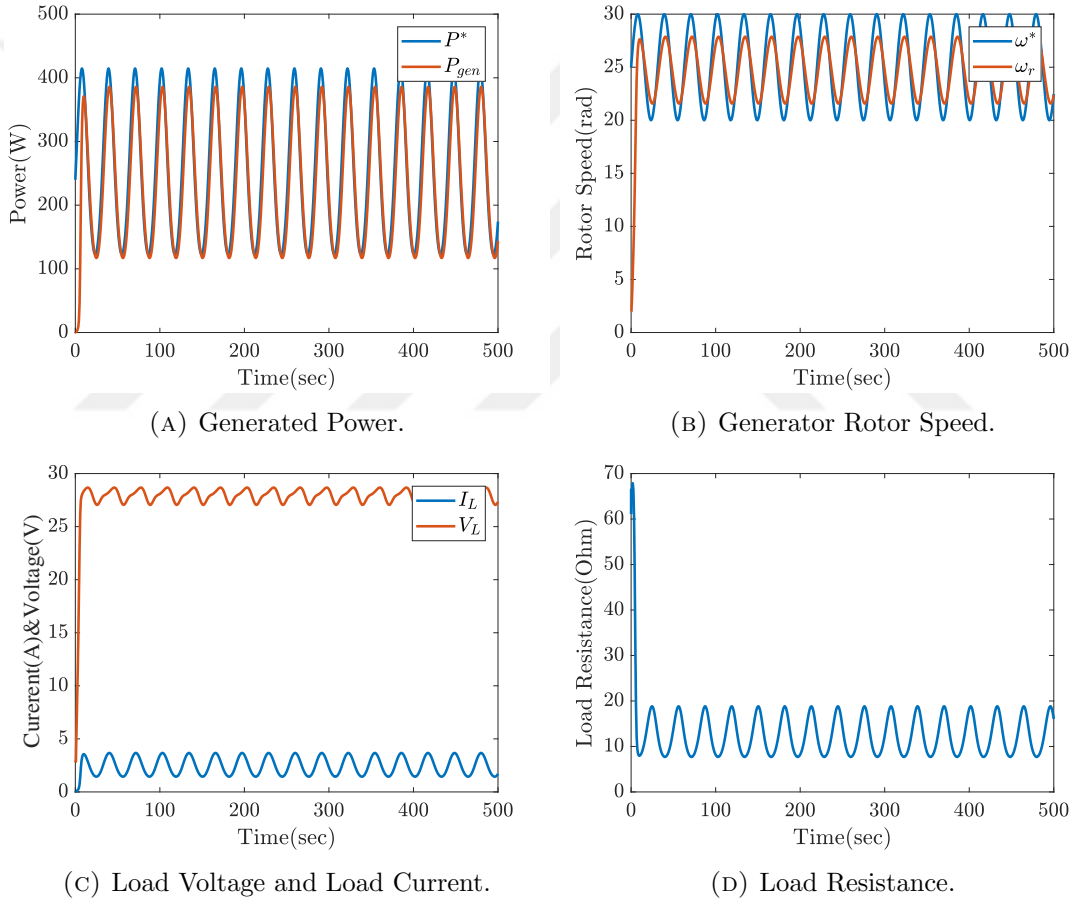 500
400
300
200
100
0
Power(W)
P*
P_gen
0 100 200 300 400 500
Time(sec)
(A) Generated Power.
30
25
20
15
10
5
0
Rotor Speed(rad)
ω*
ω_r
0 100 200 300 400 500
Time(sec)
(B) Generator Rotor Speed.
30
25
20
15
10
5
0
Curerent(A)&Voltage(V)
I_L
V_L
0 100 200 300 400 500
Time(sec)
(C) Load Voltage and Load Current.
70
60
50
40
30
20
10
0
Load Resistance(Ohm)
0 100 200 300 400 500
Time(sec)
(D) Load Resistance.